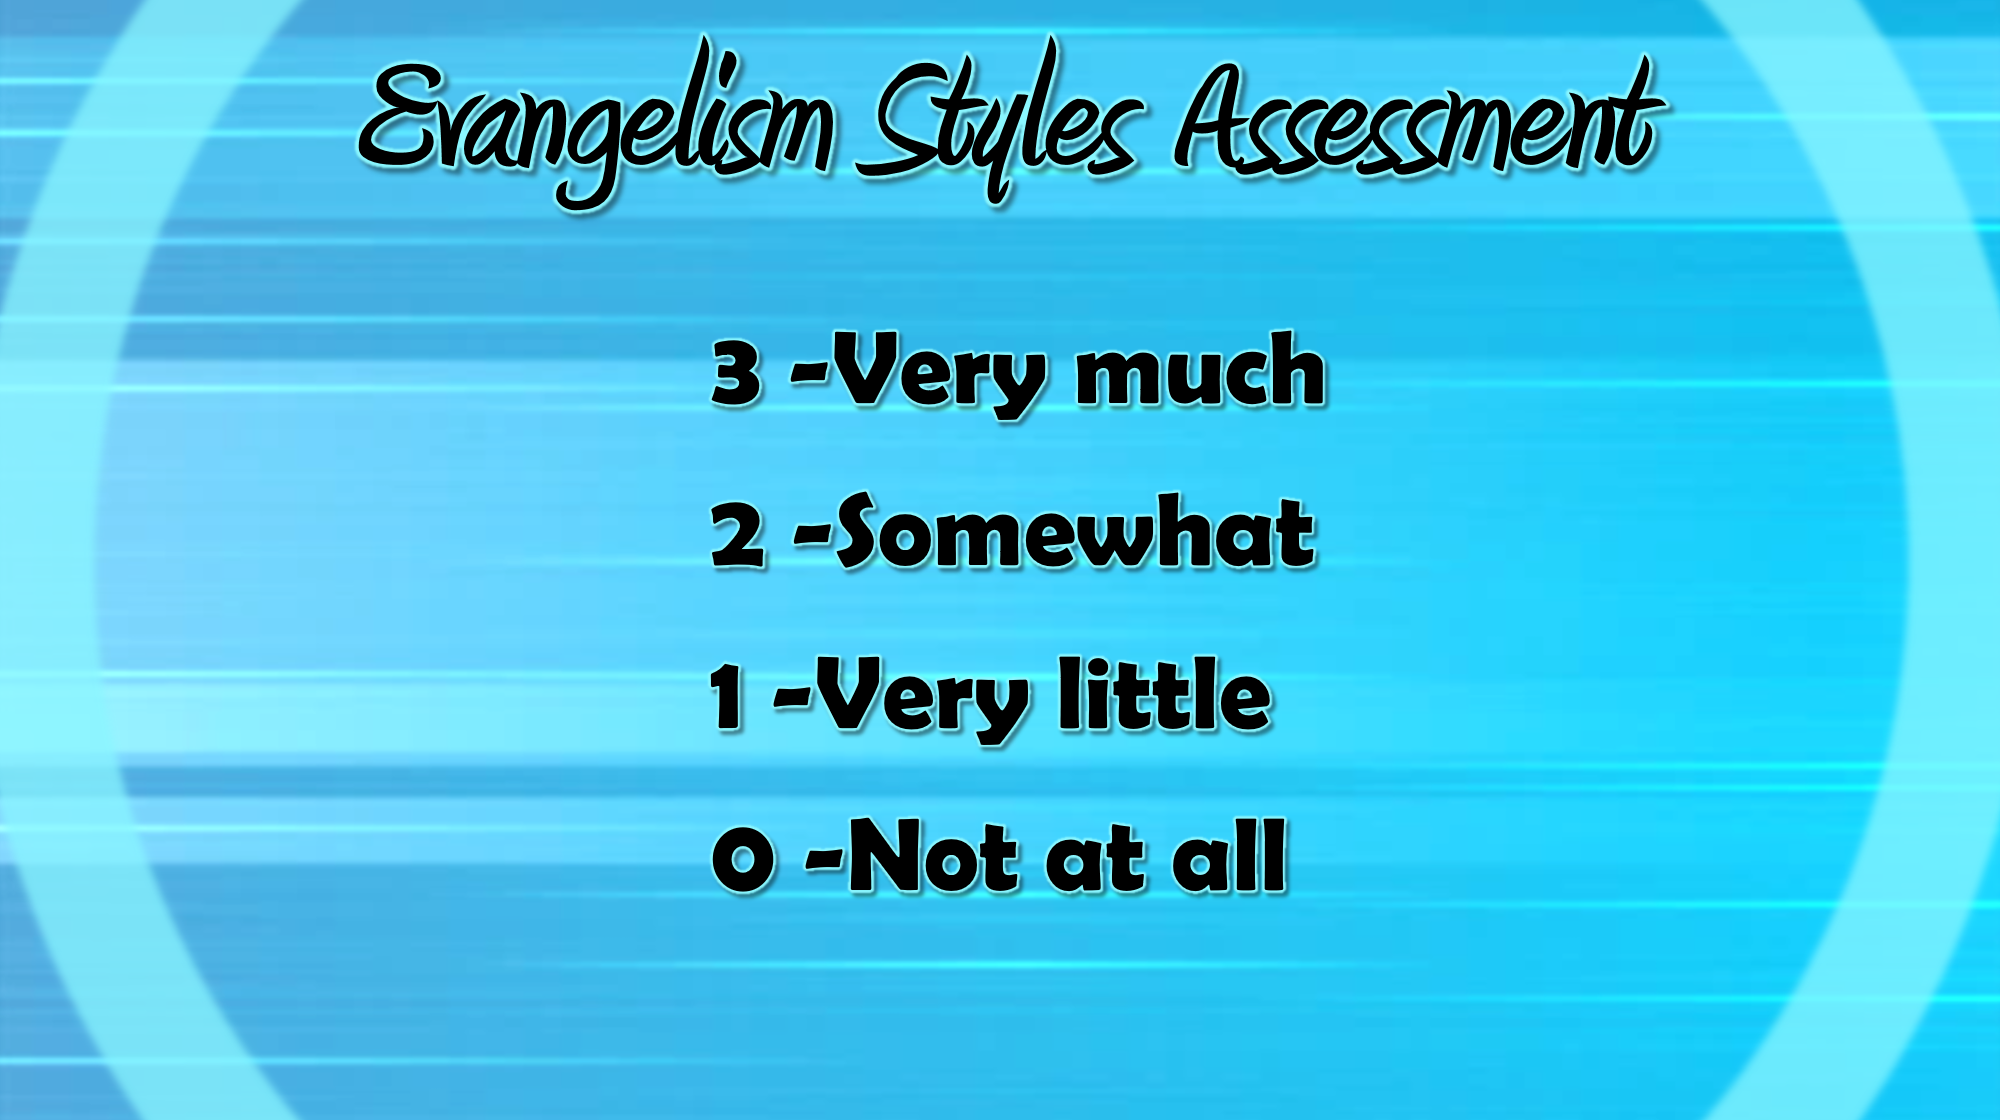 Evangelism Styles Assessment
3 -Very much
2 -Somewhat
1 -Very little
0 -Not at all